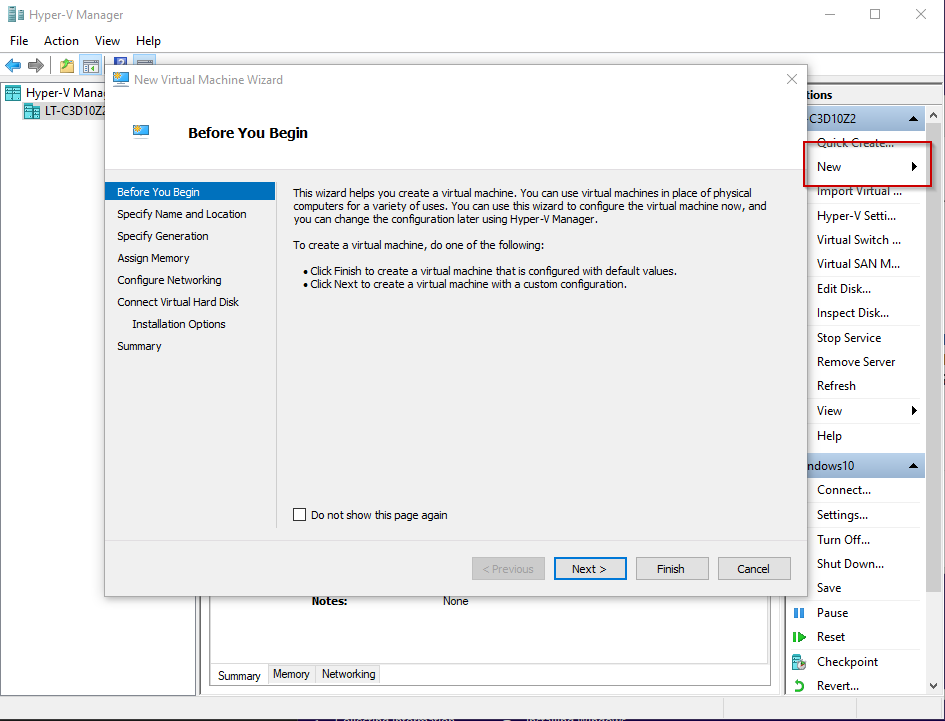 Hyper-V Manager
File Action View Help
New Virtual Machine Wizard
Before You Begin
Hyper-V Mana
LT-C3D10Z2
Before You Begin
Specify Name and Location
Specify Generation
Assign Memory
Configure Networking
Connect Virtual Hard Disk
Installation Options
Summary
This wizard helps you create a virtual machine. You can use virtual machines in place of physical
computers for a variety of uses. You can use this wizard to configure the virtual machine now, and
you can change the configuration later using Hyper-V Manager.
To create a virtual machine, do one of the following:
• Click Finish to create a virtual machine that is configured with default values.
• Click Next to create a virtual machine with a custom configuration.
Do not show this page again
< Previous Next > Finish Cancel
Notes: None
Summary Memory Networking
tions
-C3D10Z2
Quick Create...
New
Import Virtual ...
Hyper-V Setti...
Virtual Switch ...
Virtual SAN M...
Edit Disk...
Inspect Disk...
Stop Service
Remove Server
Refresh
View
Help
ndows10
Connect...
Settings...
Turn Off...
Shut Down...
Save
Pause
Reset
Checkpoint
Revert...